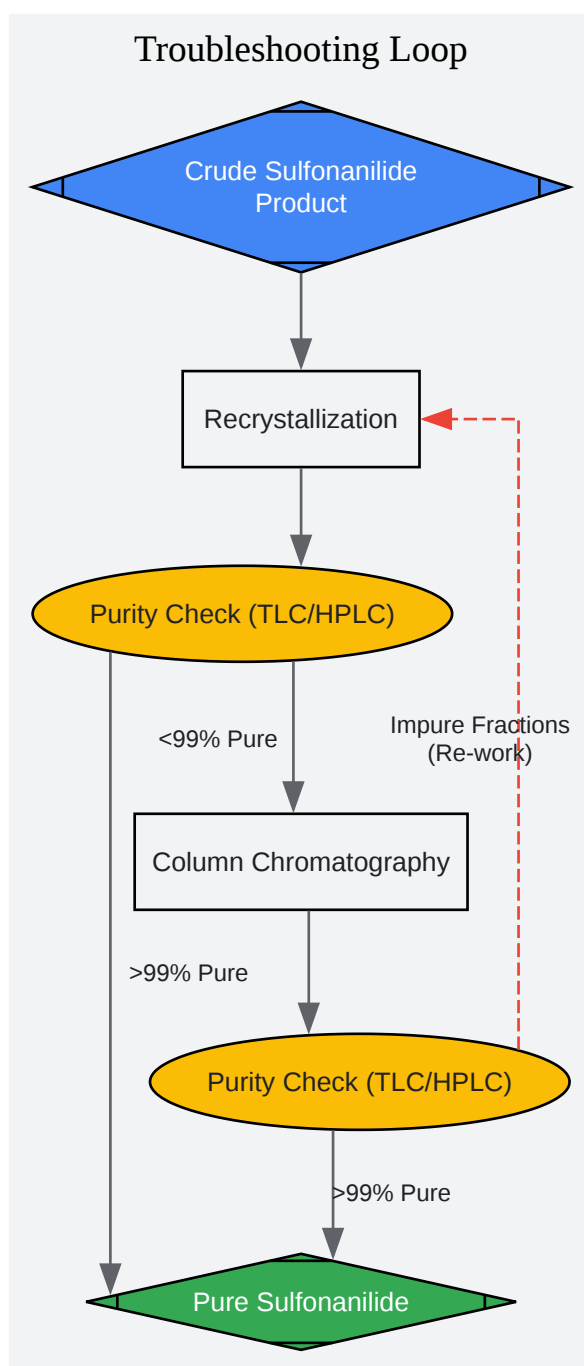 Troubleshooting Loop
Crude Sulfonanilide
Product
Recrystallization
Purity Check (TLC/HPLC)
<99% Pure
Impure Fractions
(Re-work)
Column Chromatography
>99% Pure
Purity Check (TLC/HPLC)
>99% Pure
Pure Sulfonanilide